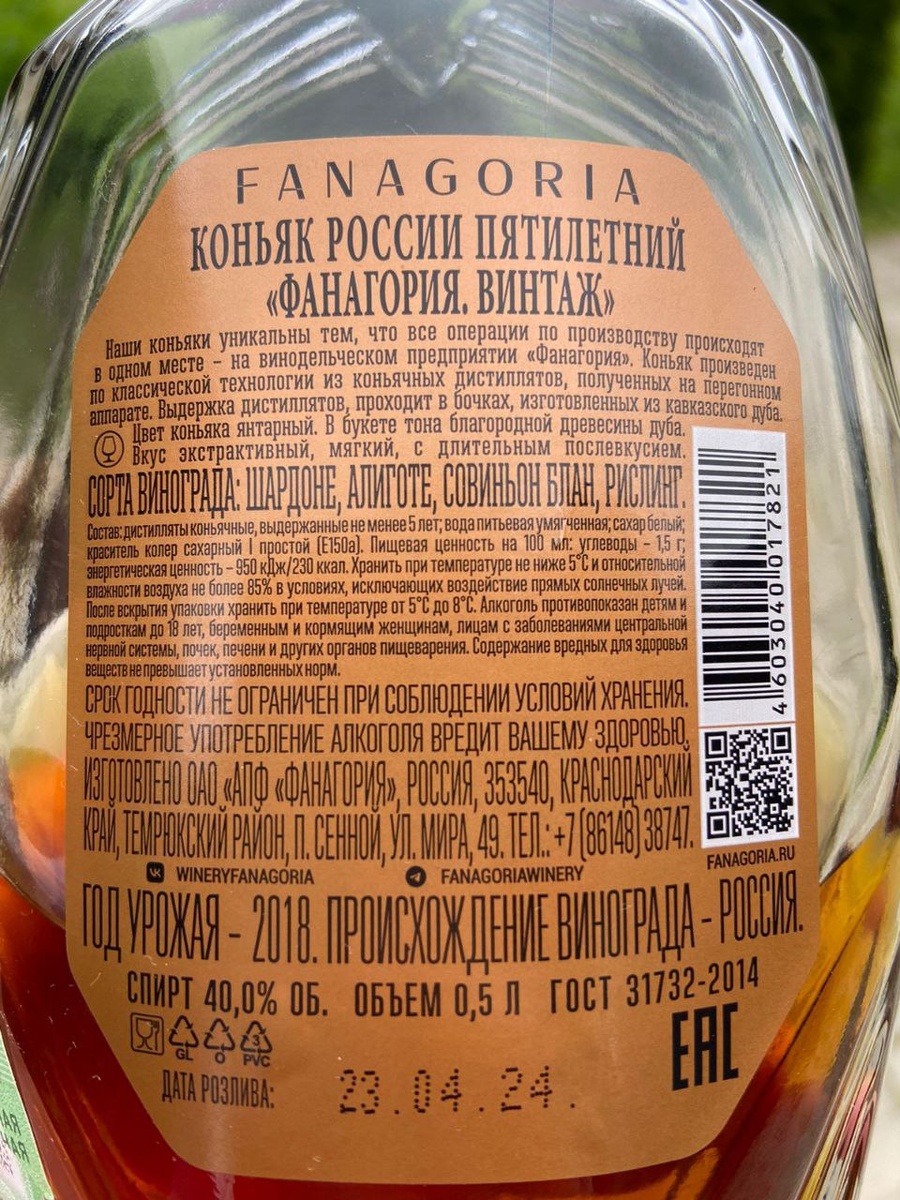 FANAGORIA
КОНЬЯК РОССИИ ПЯТИЛЕТНИЙ
«ФАНАГОРИЯ. ВИНТАЖ»
Наши коньяки уникальны тем, что все операции по производству происходят
в одном месте - на винодельческом предприятии «Фанагория». Коньяк произведен
по классической технологии из коньячных дистиллятов, полученных на перегонном
аппарате. Выдержка дистиллятов, проходит в бочках, изготовленных из кавказского дуба.
Цвет коньяка янтарный. В букете тона благородной древесины дуба.
Вкус экстрактивный, мягкий, с длительным послевкусием.
СОРТА ВИНОГРАДА: ШАРДОНЕ, АЛИГОТЕ, СОВИНЬОН БЛАН, РИСЛИНГ.
Состав: дистилляты коньячные, выдержанные не менее 5 лет; вода питьевая умягченная; сахар белый;
краситель колер сахарный I простой (Е150а). Пищевая ценность на 100 мл: углеводы - 1,5 г;
энергетическая ценность – 950 кДж/230 ккал. Хранить при температуре не ниже 5°С и относительной
влажности воздуха не более 85% в условиях, исключающих воздействие прямых солнечных лучей.
После вскрытия упаковки хранить при температуре от 5°С до 8°С. Алкоголь противопоказан детям и
подросткам до 18 лет, беременным и кормящим женщинам, лицам с заболеваниями центральной
нервной системы, почек, печени и других органов пищеварения. Содержание вредных для здоровья
веществ не превышает установленных норм.
СРОК ГОДНОСТИ НЕ ОГРАНИЧЕН ПРИ СОБЛЮДЕНИИ УСЛОВИЙ ХРАНЕНИЯ.
ЧРЕЗМЕРНОЕ УПОТРЕБЛЕНИЕ АЛКОГОЛЯ ВРЕДИТ ВАШЕМУ ЗДОРОВЬЮ.
ИЗГОТОВЛЕНО ОАО «АПФ «ФАНАГОРИЯ», РОССИЯ, 353540, КРАСНОДАРСКИЙ
КРАЙ, ТЕМРЮКСКИЙ РАЙОН, П. СЕННОЙ, УЛ. МИРА, 49. ТЕЛ.: +7 (86148) 38747.
4 603040 017821
FANAGORIA.RU
WINERYFANAGORIA FANAGORIAWINERY
ГОД УРОЖАЯ - 2018. ПРОИСХОЖДЕНИЕ ВИНОГРАДА - РОССИЯ.
СПИРТ 40,0% ОБ. ОБЪЕМ 0,5 Л ГОСТ 31732-2014
GL O 3 PVC
EAC
ДАТА РОЗЛИВА: 23.04.24.